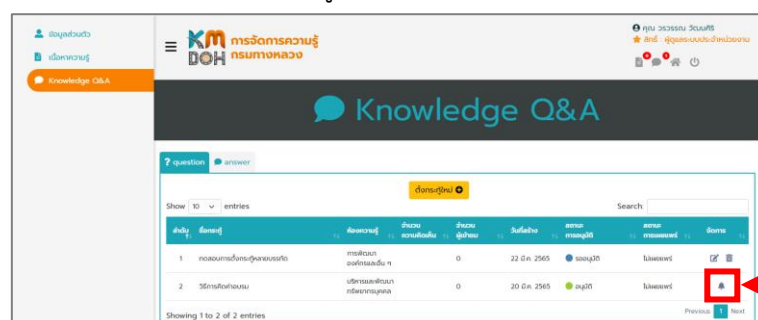 ข้อมูลส่วนตัว
เนื้อหาความรู้
Knowledge Q&A
KM
DOH
การจัดการความรู้
กรมทางหลวง
คุณ วรวรรณ วัฒนศิริ
สิทธิ์ : ผู้ดูแลระบบประจำหน่วยงาน
0
0
Knowledge Q&A
question
answer
ตั้งกระทู้ใหม่
Show 10 entries
Search:
ลำดับ ชื่อกระทู้ ห้องความรู้ จำนวนความคิดเห็น จำนวนผู้เข้าชม วันที่สร้าง สถานะการอนุมัติ สถานะการเผยแพร่ จัดการ
1 ทดสอบการตั้งกระทู้หลายบรรทัด การพัฒนาองค์กรและอื่น ๆ 0 22 มี.ค. 2565 รออนุมัติ ไม่เผยแพร่
2 วิธีการคิดค่าอบรม บริหารและพัฒนาทรัพยากรบุคคล 0 20 มี.ค. 2565 อนุมัติ ไม่เผยแพร่
Showing 1 to 2 of 2 entries
Previous 1 Next